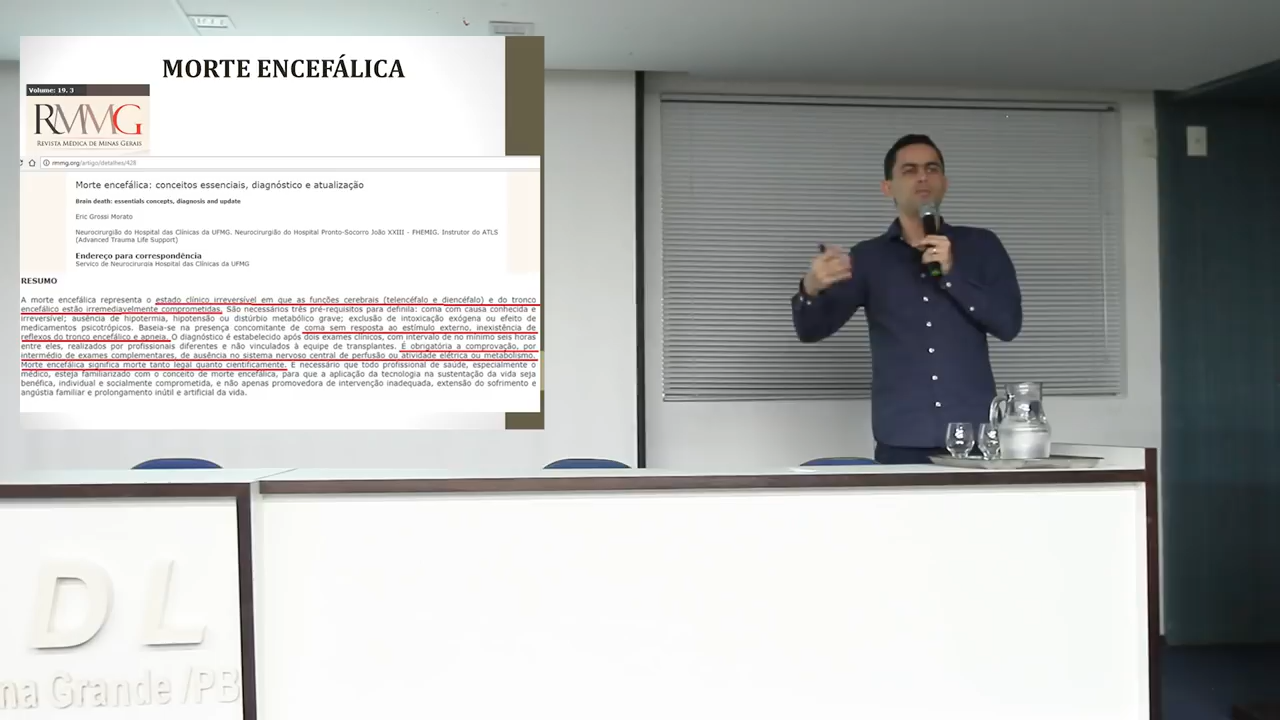 MORTE ENCEFÁLICA
Volume: 19. 3
RMMG
REVISTA MÉDICA DE MINAS GERAIS
rmmg.org/artigo/detalhes/428
Morte encefálica: conceitos essenciais, diagnóstico e atualização
Brain death: essentials concepts, diagnosis and update
Eric Grossi Morato
Neurocirurgião do Hospital das Clínicas da UFMG. Neurocirurgião do Hospital Pronto-Socorro João XXIII - FHEMIG. Instrutor do ATLS
(Advanced Trauma Life Support)
Endereço para correspondência
Serviço de Neurocirurgia Hospital das Clínicas da UFMG
RESUMO
A morte encefálica representa o estado clínico irreversível em que as funções cerebrais (telencéfalo e diencéfalo) e do tronco
encefálico estão irremediavelmente comprometidas. São necessários três pré-requisitos para definila: coma com causa conhecida e
irreversível; ausência de hipotermia, hipotensão ou distúrbio metabólico grave; exclusão de intoxicação exógena ou efeito de
medicamentos psicotrópicos. Baseia-se na presença concomitante de coma sem resposta ao estímulo externo, inexistência de
reflexos do tronco encefálico e apneia. O diagnóstico é estabelecido após dois exames clínicos, com intervalo de no mínimo seis horas
entre eles, realizados por profissionais diferentes e não vinculados à equipe de transplantes. É obrigatória a comprovação, por
intermédio de exames complementares, de ausência no sistema nervoso central de perfusão ou atividade elétrica ou metabolismo.
Morte encefálica significa morte tanto legal quanto cientificamente. É necessário que todo profissional de saúde, especialmente o
médico, esteja familiarizado com o conceito de morte encefálica, para que a aplicação da tecnologia na sustentação da vida seja
benéfica, individual e socialmente comprometida, e não apenas promovedora de intervenção inadequada, extensão do sofrimento e
angústia familiar e prolongamento inútil e artificial da vida.
DL
na Grande /PB